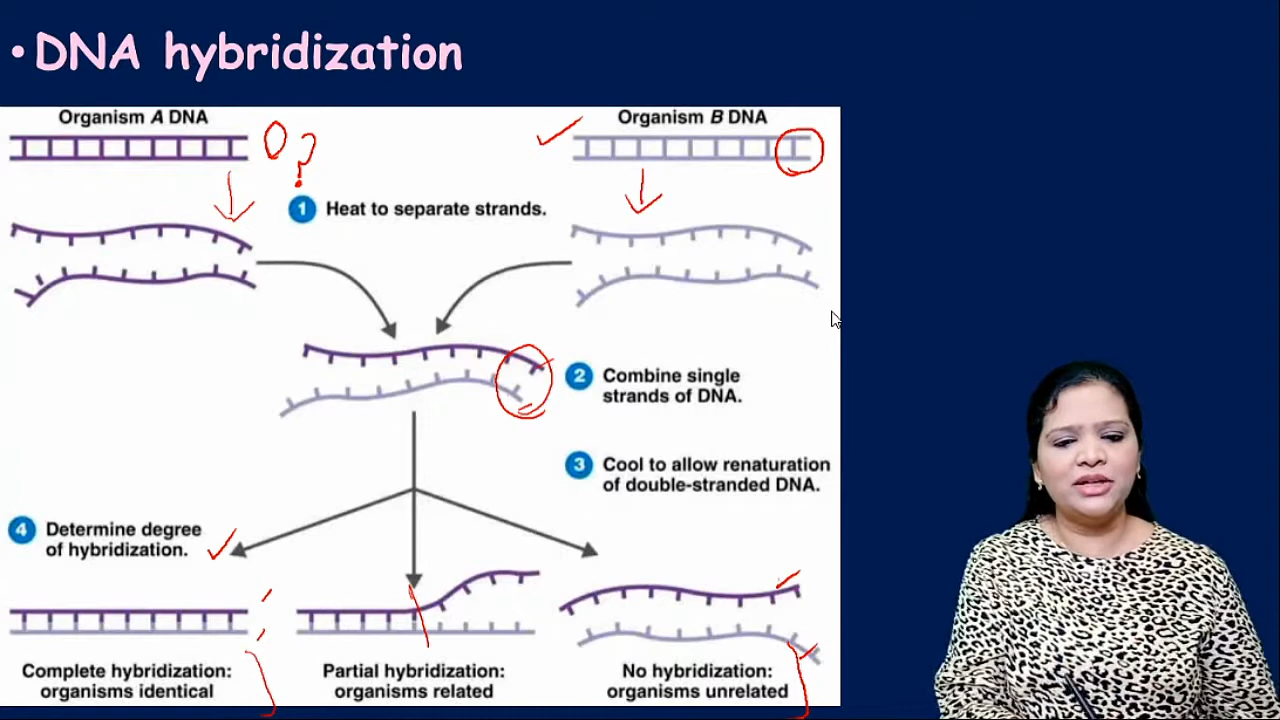 • DNA hybridization
Organism A DNA
Organism B DNA
?
1 Heat to separate strands.
2 Combine single
strands of DNA.
3 Cool to allow renaturation
of double-stranded DNA.
4 Determine degree
of hybridization.
Complete hybridization:
organisms identical
Partial hybridization:
organisms related
No hybridization:
organisms unrelated